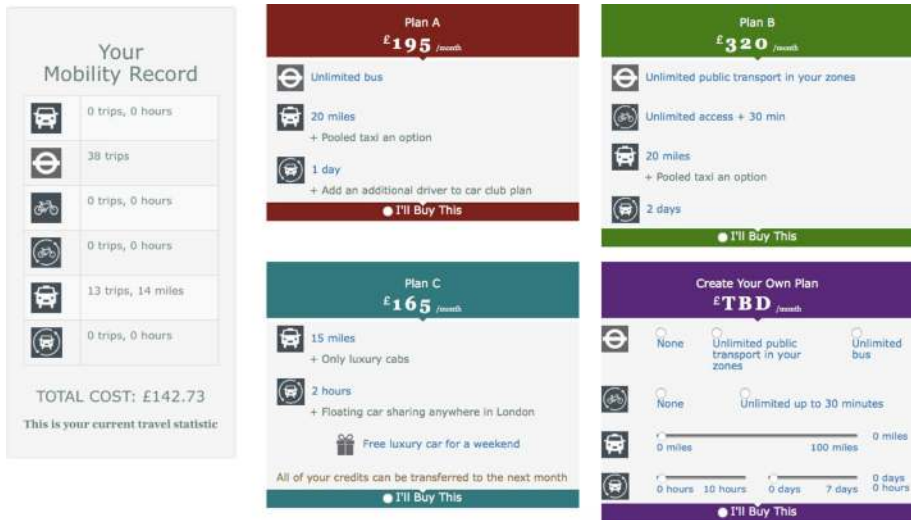 Your
Mobility Record
0 trips, 0 hours
38 trips
0 trips, 0 hours
0 trips, 0 hours
13 trips, 14 miles
0 trips, 0 hours
TOTAL COST: £142.73
This is your current travel statistic
Plan A
£195 /month
Unlimited bus
20 miles
+ Pooled taxi an option
1 day
+ Add an additional driver to car club plan
I'll Buy This
Plan B
£320 /month
Unlimited public transport in your zones
Unlimited access + 30 min
20 miles
+ Pooled taxi an option
2 days
I'll Buy This
Plan C
£165 /month
15 miles
+ Only luxury cabs
2 hours
+ Floating car sharing anywhere in London
Free luxury car for a weekend
All of your credits can be transferred to the next month
I'll Buy This
Create Your Own Plan
£TBD /month
None
Unlimited public
transport in your
zones
Unlimited
bus
None
Unlimited up to 30 minutes
0 miles
100 miles
0 miles
0 hours
10 hours
0 days
7 days
0 days
0 hours
I'll Buy This